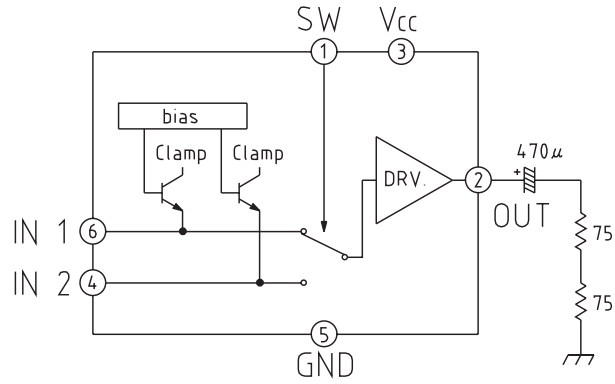 SW
Vcc
1
3
bias
Clamp
Clamp
470μ
+
DRV.
2
OUT
IN 1
6
75
IN 2
4
75
5
GND